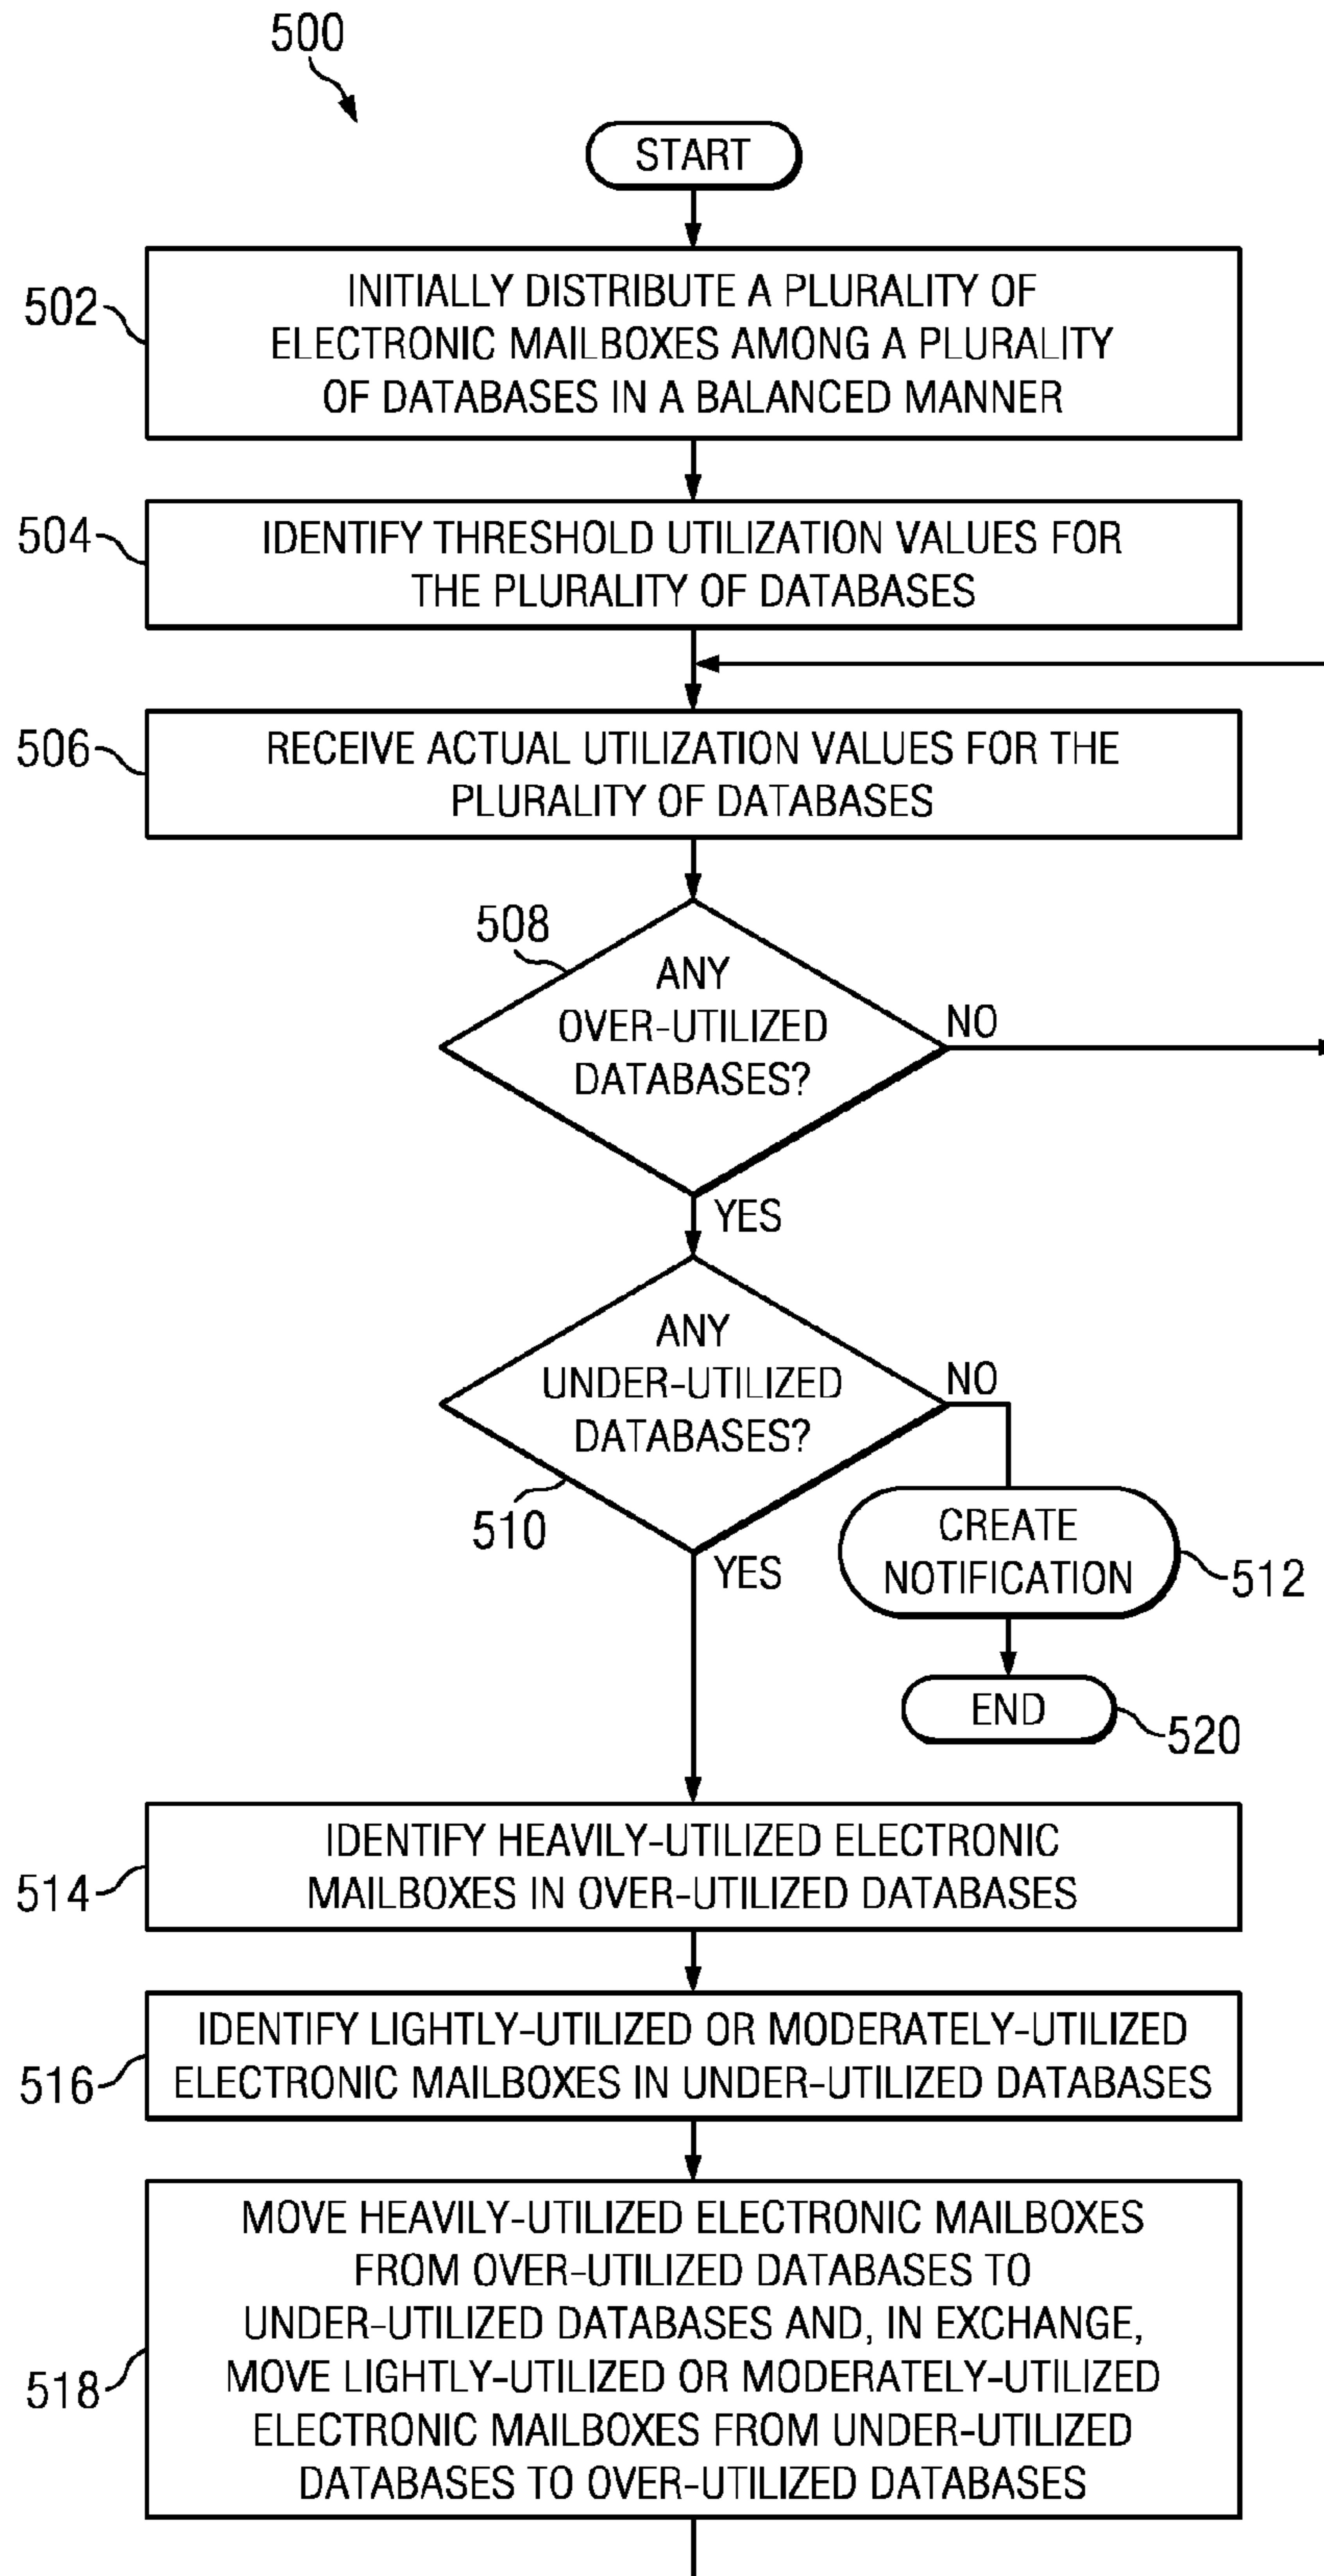 500
START
502
INITIALLY DISTRIBUTE A PLURALITY OF
ELECTRONIC MAILBOXES AMONG A PLURALITY
OF DATABASES IN A BALANCED MANNER
504
IDENTIFY THRESHOLD UTILIZATION VALUES FOR
THE PLURALITY OF DATABASES
506
RECEIVE ACTUAL UTILIZATION VALUES FOR THE
PLURALITY OF DATABASES
508
ANY
OVER-UTILIZED
DATABASES?
NO
YES
ANY
UNDER-UTILIZED
DATABASES?
NO
510
YES
CREATE
NOTIFICATION
512
END
520
514
IDENTIFY HEAVILY-UTILIZED ELECTRONIC
MAILBOXES IN OVER-UTILIZED DATABASES
516
IDENTIFY LIGHTLY-UTILIZED OR MODERATELY-UTILIZED
ELECTRONIC MAILBOXES IN UNDER-UTILIZED DATABASES
518
MOVE HEAVILY-UTILIZED ELECTRONIC MAILBOXES
FROM OVER-UTILIZED DATABASES TO
UNDER-UTILIZED DATABASES AND, IN EXCHANGE,
MOVE LIGHTLY-UTILIZED OR MODERATELY-UTILIZED
ELECTRONIC MAILBOXES FROM UNDER-UTILIZED
DATABASES TO OVER-UTILIZED DATABASES